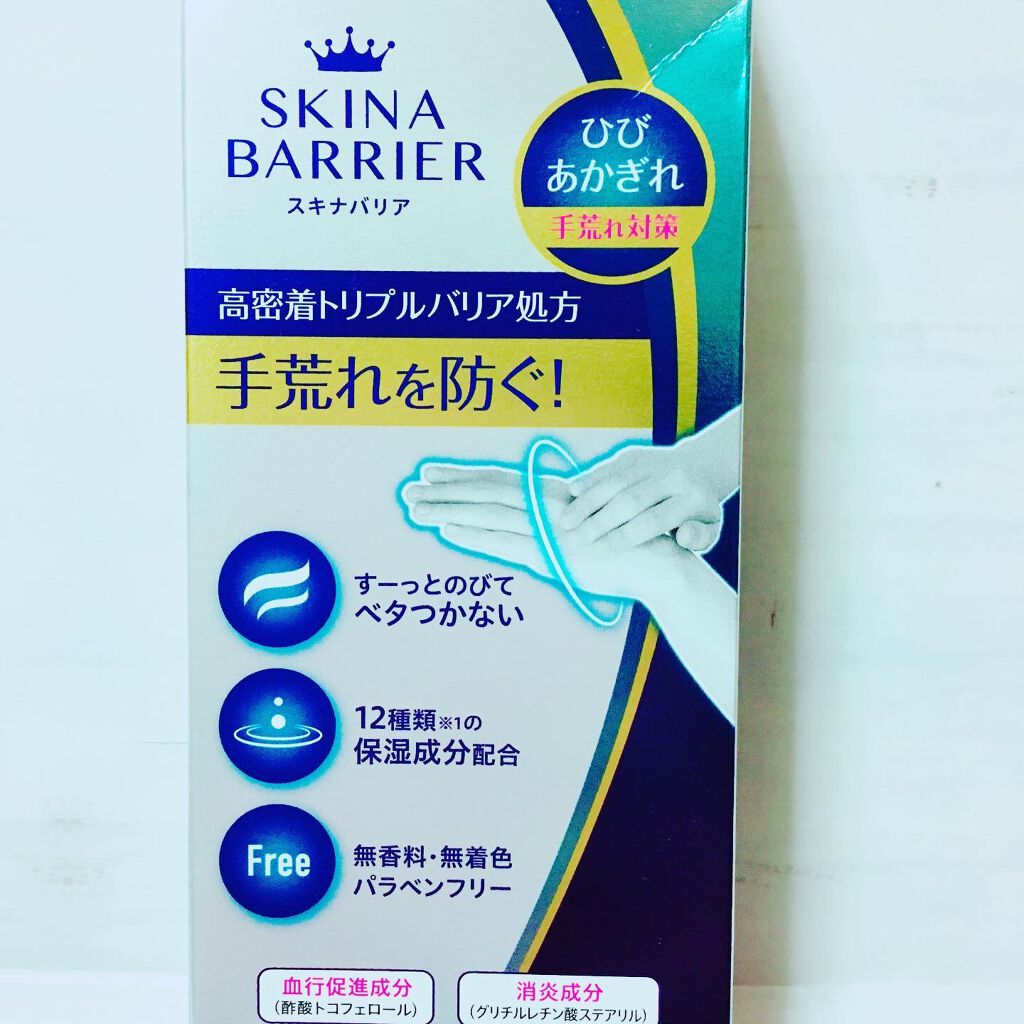 SKINA
BARRIER
スキナバリア
ひび
あかぎれ
手荒れ対策
高密着トリプルバリア処方
手荒れを防ぐ!
すーっとのびて
ベタつかない
12種類※1の
保湿成分配合
Free
無香料・無着色
パラベンフリー
血行促進成分
(酢酸トコフェロール)
消炎成分
(グリチルレチン酸ステアリル)